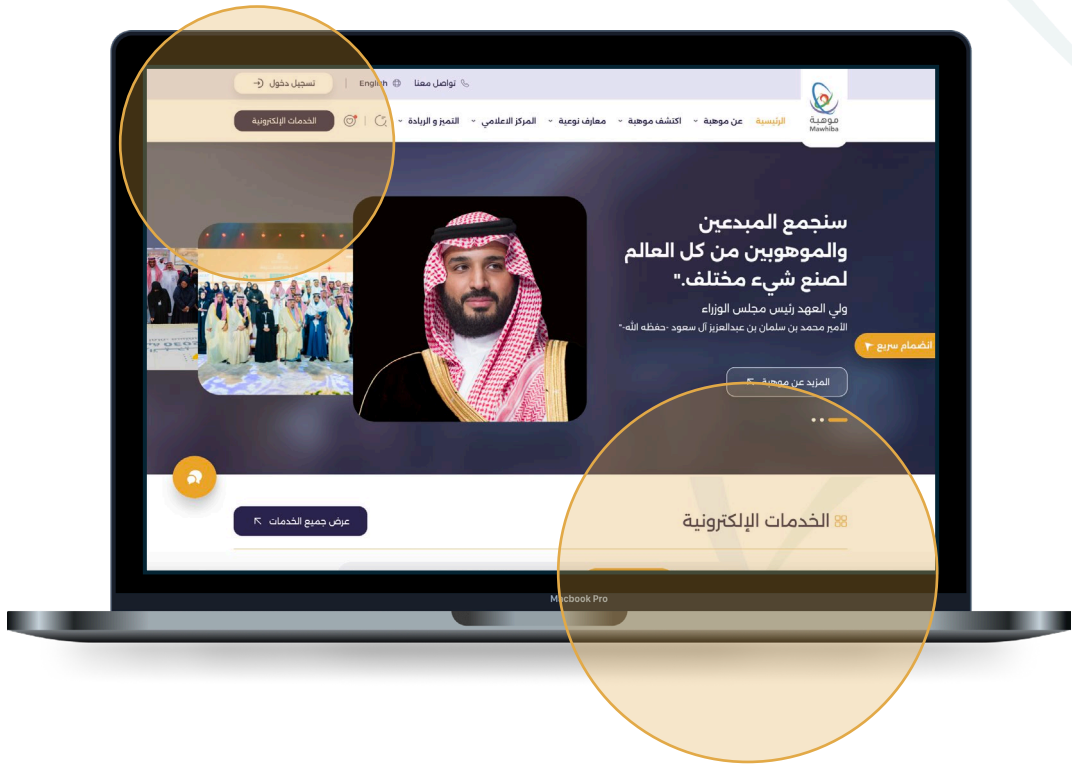 تواصل معنا
English
تسجيل دخول
موهبة
Mawhiba
الرئيسية عن موهبة اكتشف موهبة معارف نوعية المركز الاعلامي التميز و الريادة
الخدمات الإلكترونية
سنجمع المبدعين
والموهوبين من كل العالم
لصنع شيء مختلف."
ولي العهد رئيس مجلس الوزراء
الأمير محمد بن سلمان بن عبدالعزيز آل سعود -حفظه الله-"
انضمام سريع
المزيد عن موهبة
الخدمات الإلكترونية
عرض جميع الخدمات
Macbook Pro